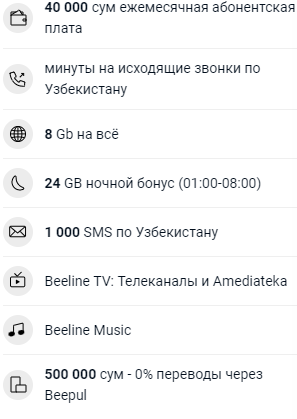 40 000 сум ежемесячная абонентская
плата
минуты на исходящие звонки по
Узбекистану
8 Gb на всё
24 GB ночной бонус (01:00-08:00)
1 000 SMS по Узбекистану
Beeline TV: Телеканалы и Amediateka
Beeline Music
500 000 сум - 0% переводы через
Beepul